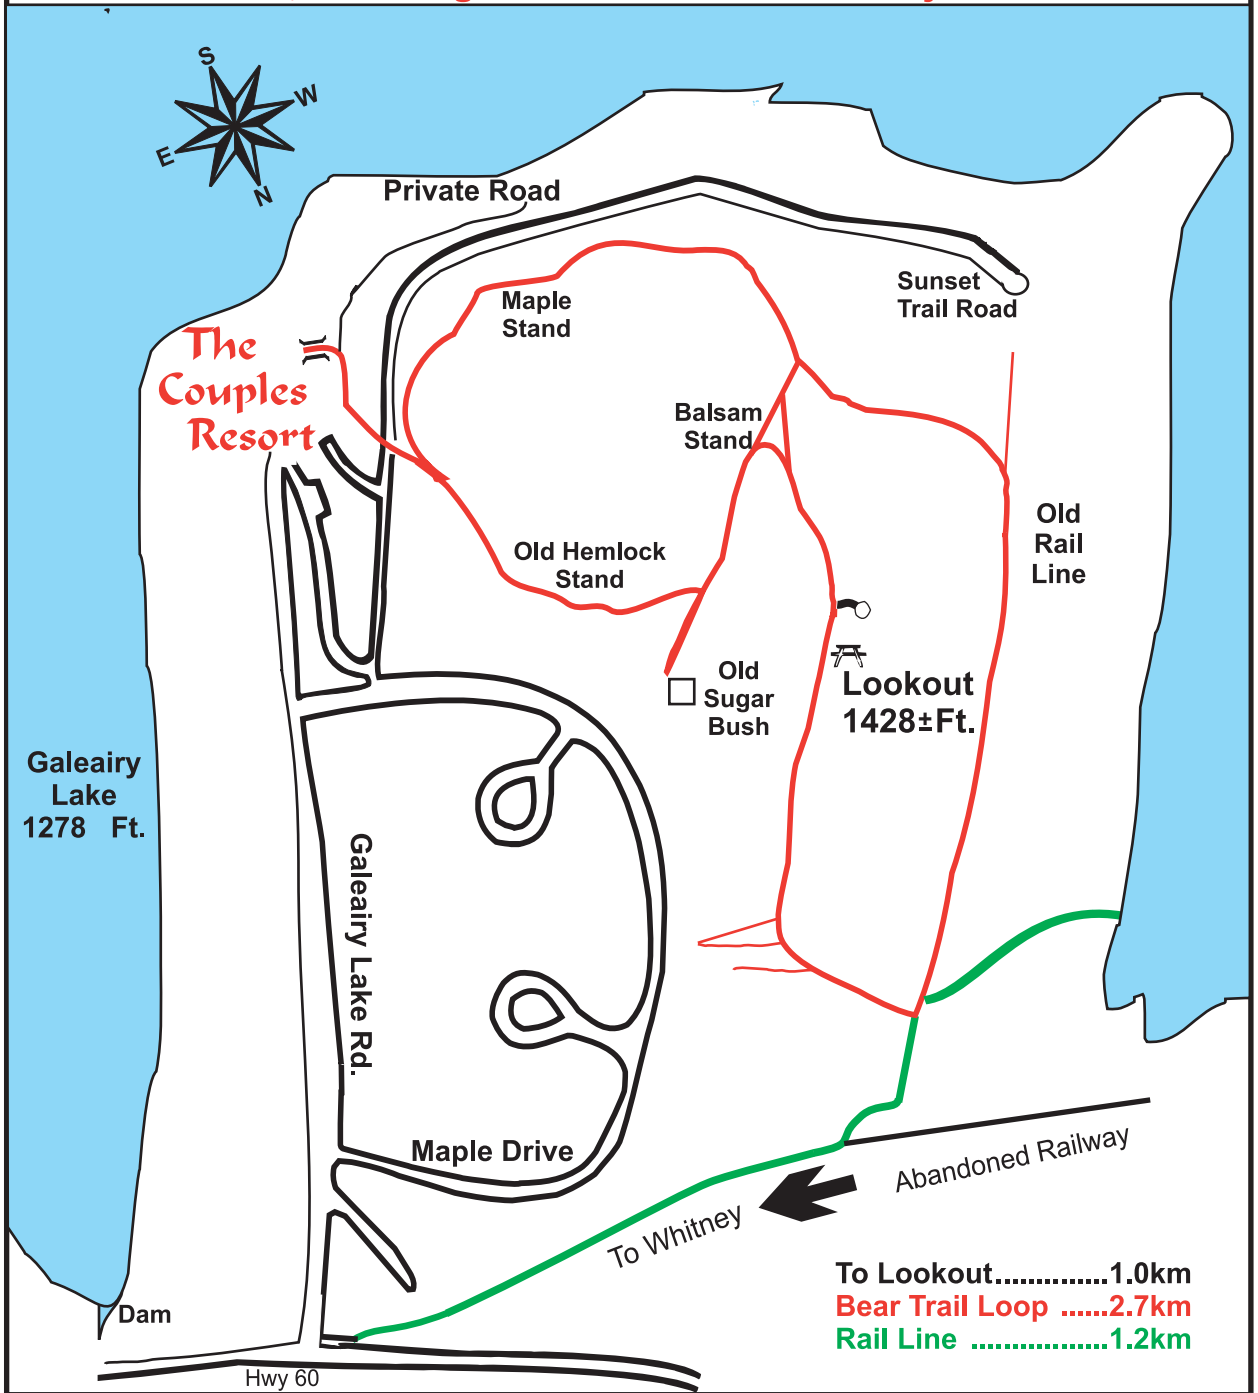 S
W
E
N
Private Road
Sunset
Trail Road
Maple
Stand
The
Couples
Resort
Balsam
Stand
Old
Rail
Line
Old Hemlock
Stand
Old
Sugar
Bush
Lookout
1428±Ft.
Galeairy
Lake
1278 Ft.
Galeairy Lake Rd.
Maple Drive
Abandoned Railway
To Whitney
To Lookout..............1.0km
Bear Trail Loop ......2.7km
Rail Line .................1.2km
Dam
Hwy 60